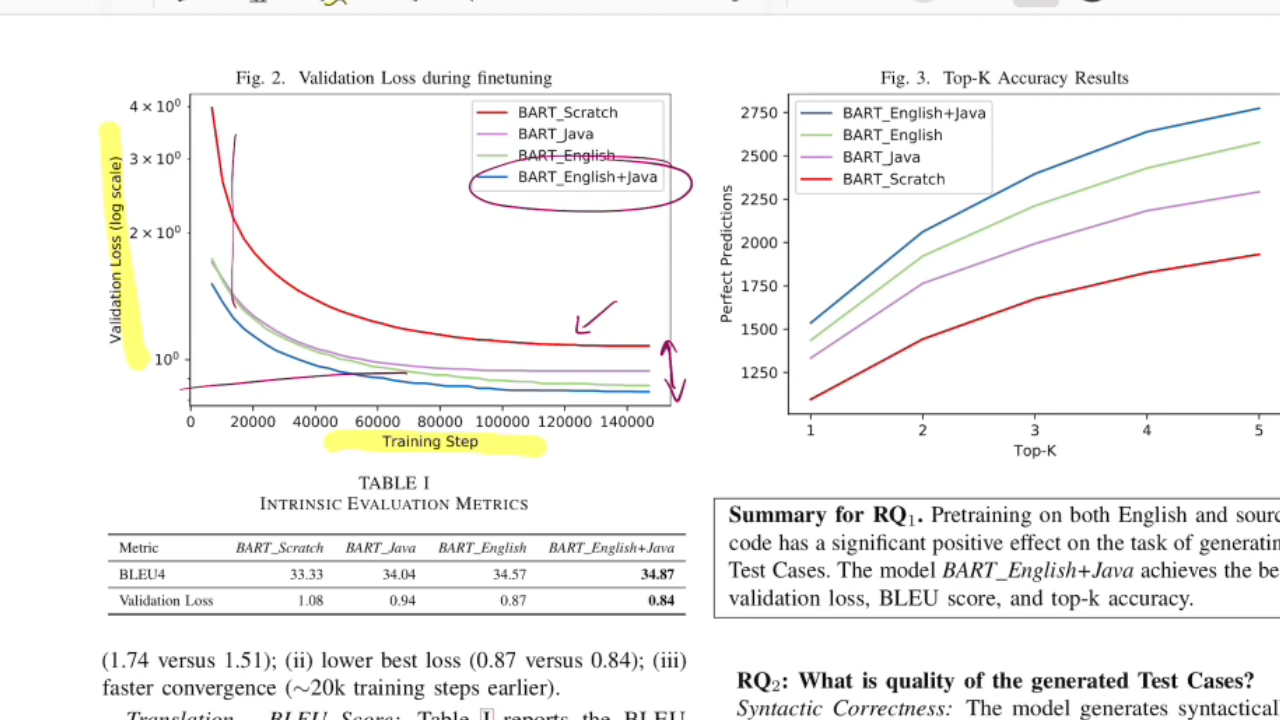 Fig. 2. Validation Loss during finetuning
4 × 10⁰
3 × 10⁰
2 × 10⁰
10⁰
Validation Loss (log scale)
BART_Scratch
BART_Java
BART_English
BART_English+Java
0 20000 40000 60000 80000 100000 120000 140000
Training Step
TABLE I
INTRINSIC EVALUATION METRICS
Metric BART_Scratch BART_Java BART_English BART_English+Java
BLEU4 33.33 34.04 34.57 34.87
Validation Loss 1.08 0.94 0.87 0.84
(1.74 versus 1.51); (ii) lower best loss (0.87 versus 0.84); (iii)
faster convergence (∼20k training steps earlier).
Translation - BLEU Score: Table I reports the BLEU
Fig. 3. Top-K Accuracy Results
2750
2500
2250
2000
1750
1500
1250
Perfect Predictions
BART_English+Java
BART_English
BART_Java
BART_Scratch
1 2 3 4 5
Top-K
Summary for RQ₁. Pretraining on both English and sourc
code has a significant positive effect on the task of generatin
Test Cases. The model BART_English+Java achieves the be
validation loss, BLEU score, and top-k accuracy.
RQ₂: What is quality of the generated Test Cases?
Syntactic Correctness: The model generates syntactical